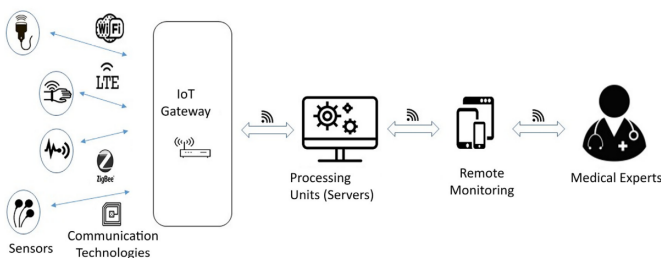 WiFi
LTE
ZigBee
Sensors
Communication
Technologies
IoT
Gateway
Processing
Units (Servers)
Remote
Monitoring
Medical Experts